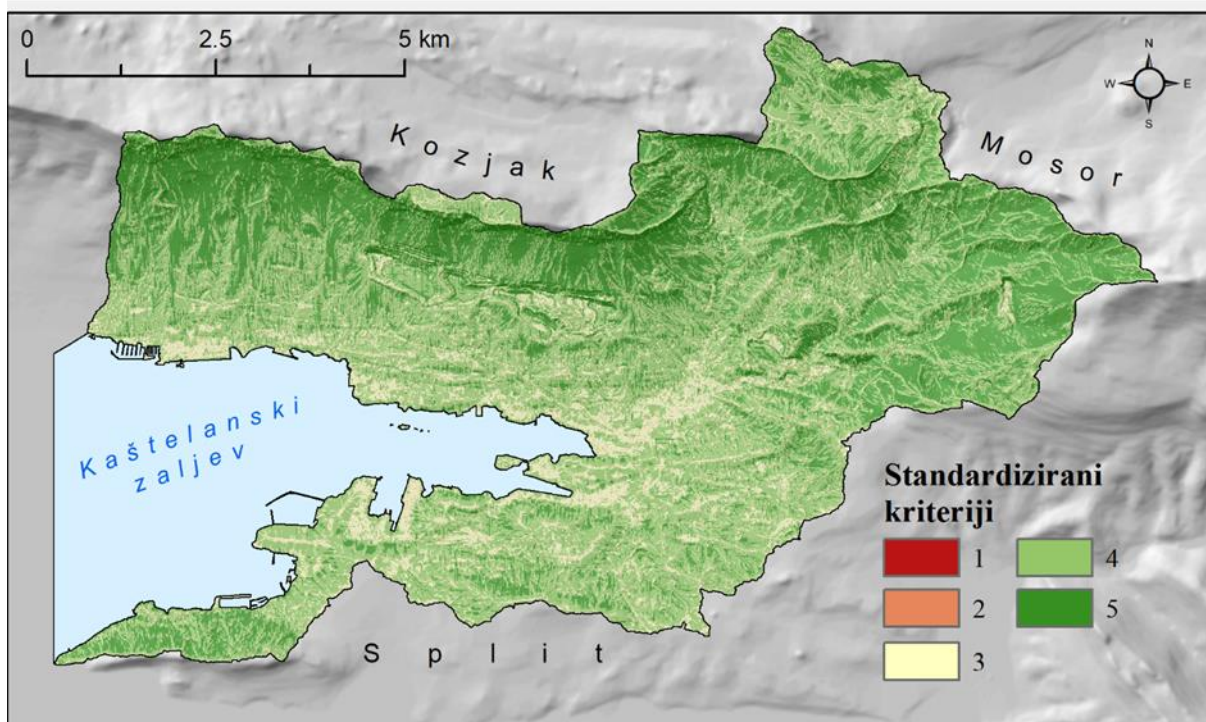 0 2.5 5 km
N
W E
S
Kozjak
Mosor
Kaštelanski
zaljev
Split
Standardizirani
kriteriji
1 4
2 5
3